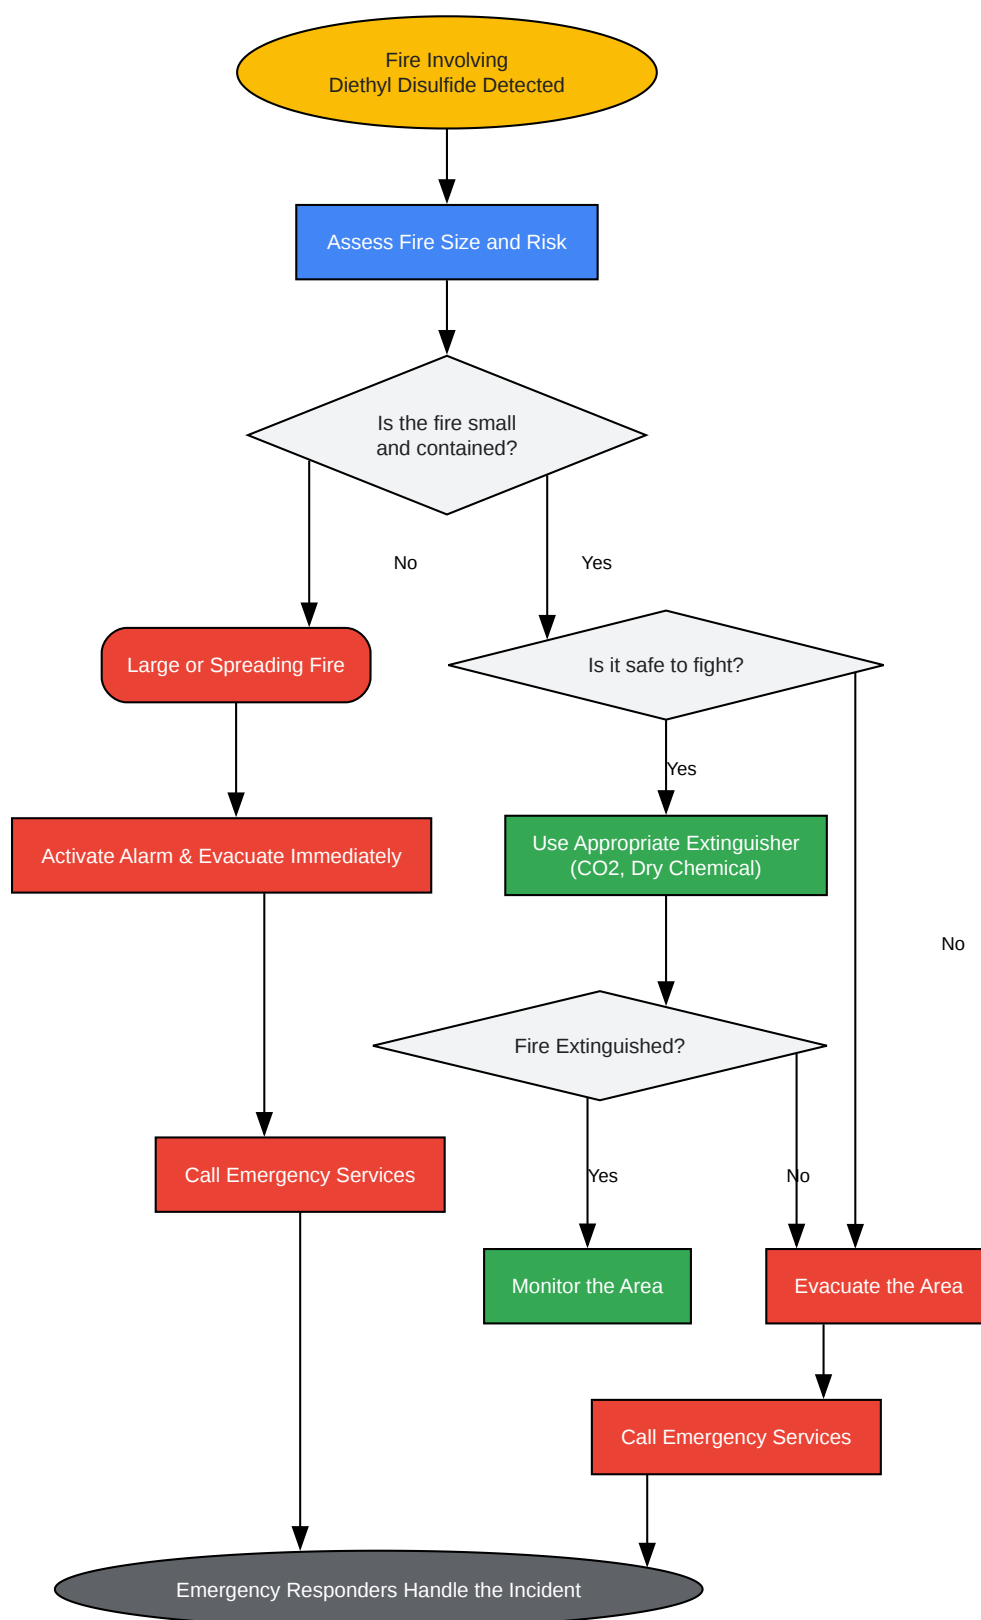 Fire Involving
Diethyl Disulfide Detected
Assess Fire Size and Risk
Is the fire small
and contained?
No
Yes
Large or Spreading Fire
Is it safe to fight?
Yes
Activate Alarm & Evacuate Immediately
Use Appropriate Extinguisher
(CO2, Dry Chemical)
No
Fire Extinguished?
Call Emergency Services
Yes
No
Monitor the Area
Evacuate the Area
Call Emergency Services
Emergency Responders Handle the Incident